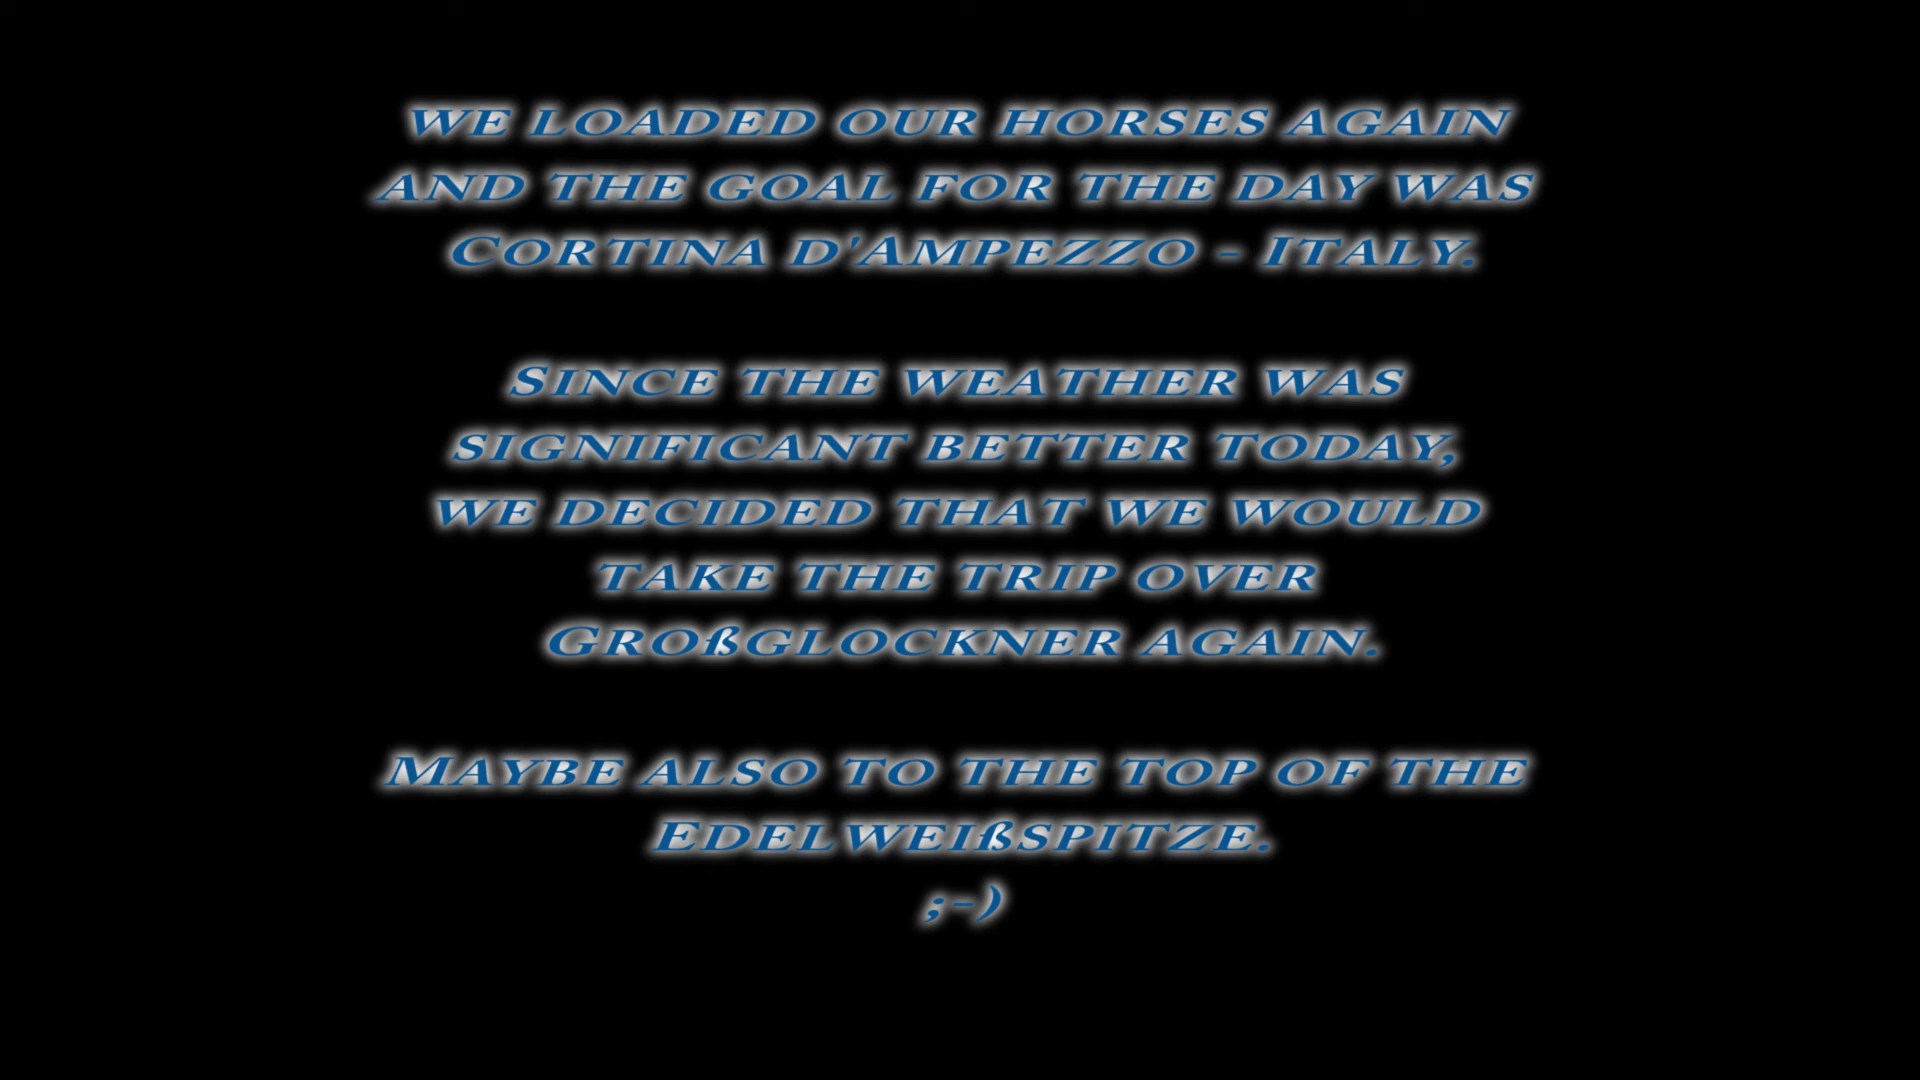 we loaded our horses again
and the goal for the day was
Cortina d'Ampezzo - Italy.
Since the weather was
significant better today,
we decided that we would
take the trip over
Großglockner again.
Maybe also to the top of the
Edelweißspitze.
;-)